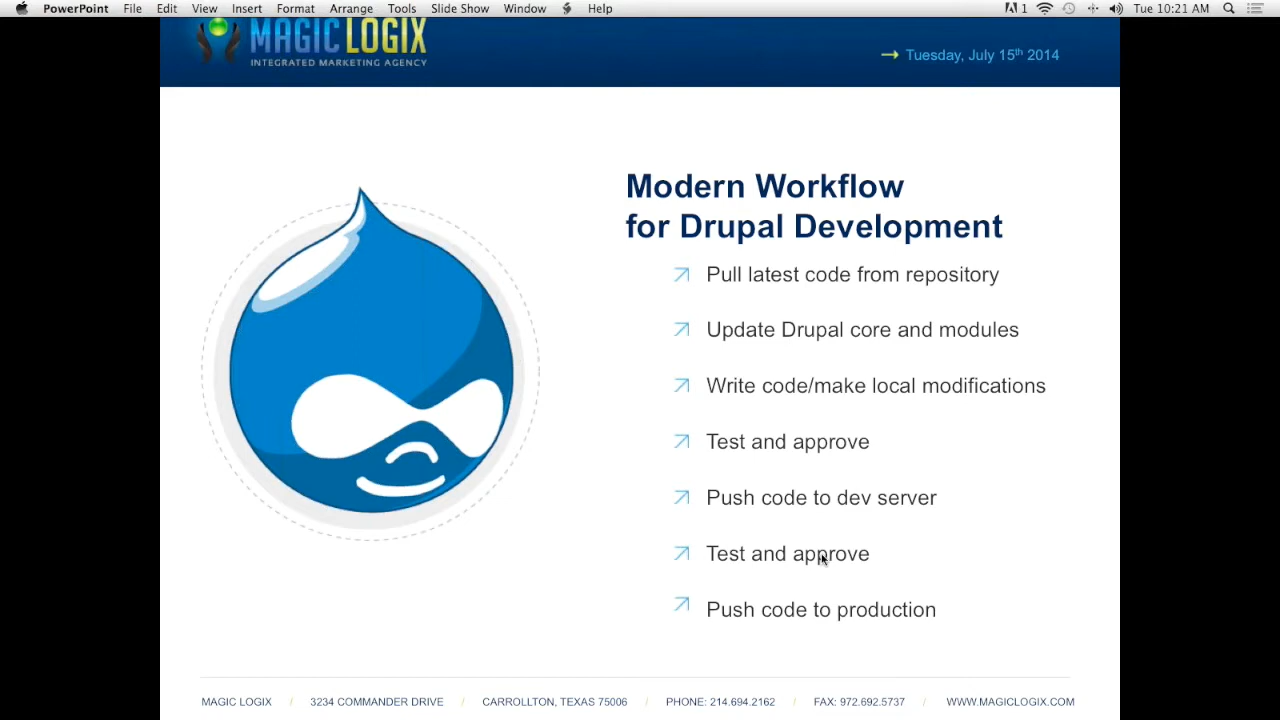 PowerPoint File Edit View Insert Format Arrange Tools Slide Show Window Help 1 Tue 10:21 AM
MAGIC LOGIX
INTEGRATED MARKETING AGENCY
Tuesday, July 15th 2014
Modern Workflow
for Drupal Development
Pull latest code from repository
Update Drupal core and modules
Write code/make local modifications
Test and approve
Push code to dev server
Test and approve
Push code to production
MAGIC LOGIX / 3234 COMMANDER DRIVE / CARROLLTON, TEXAS 75006 / PHONE: 214.694.2162 / FAX: 972.692.5737 / WWW.MAGICLOGIX.COM